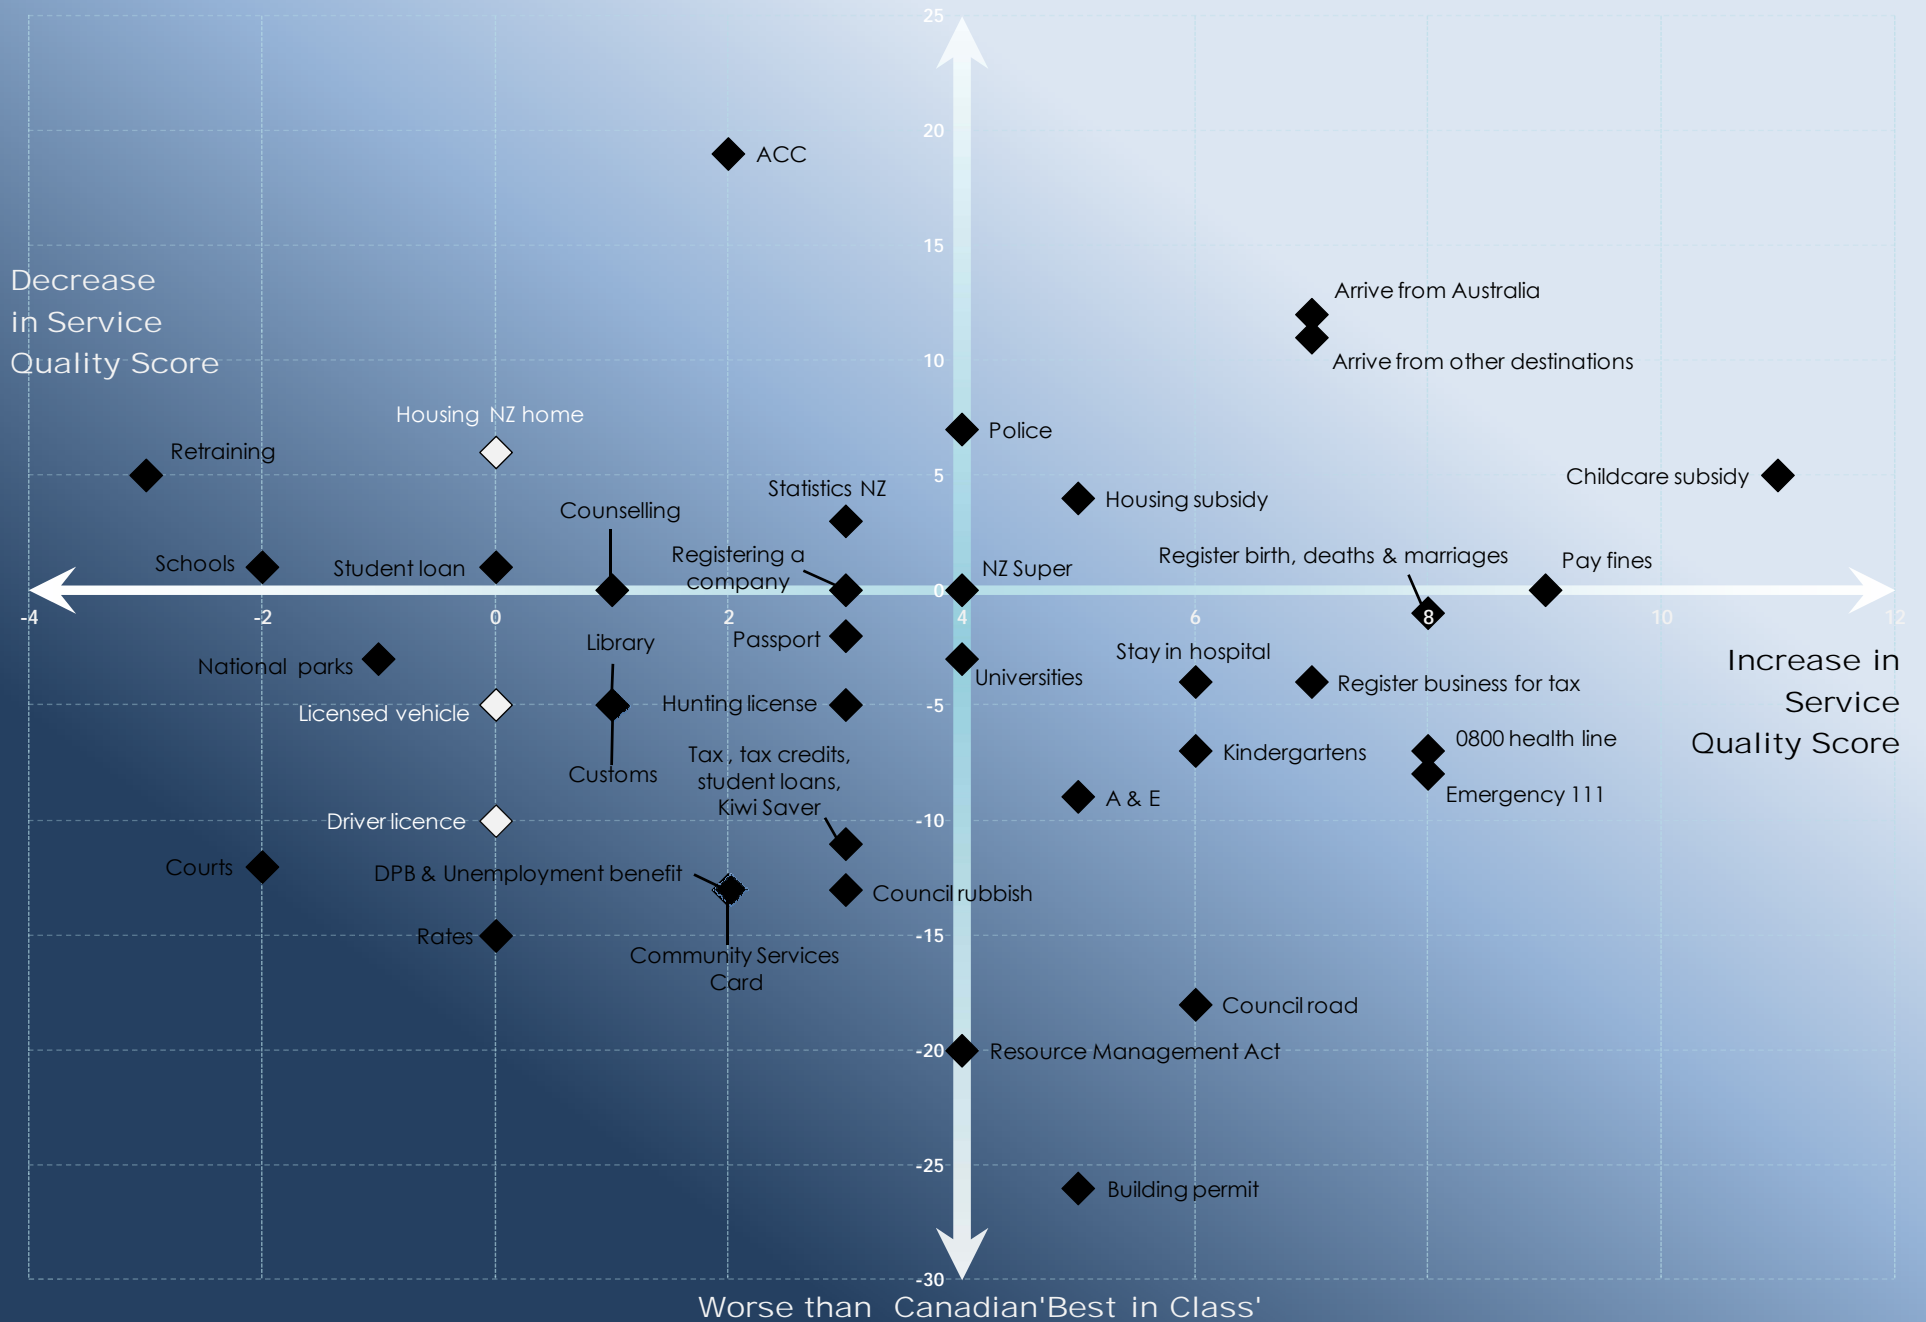 25
20
ACC
15
Decrease
in Service
Quality Score
Arrive from Australia
10
Arrive from other destinations
Housing NZ home
Police
Retraining
5
Childcare subsidy
Statistics NZ
Housing subsidy
Counselling
Registering a
company
Register birth, deaths & marriages
Pay fines
Schools
Student loan
NZ Super
0
-4
-2
0
2
4
6
8
10
12
Library
Passport
Stay in hospital
National parks
Universities
Register business for tax
Increase in
Service
Quality Score
Licensed vehicle
Hunting license
-5
0800 health line
Kindergartens
Customs
Tax , tax credits,
student loans,
Kiwi Saver
A & E
Emergency 111
Driver licence
-10
Courts
DPB & Unemployment benefit
Council rubbish
Rates
-15
Community Services
Card
Council road
-20
Resource Management Act
-25
Building permit
-30
Worse than Canadian'Best in Class'